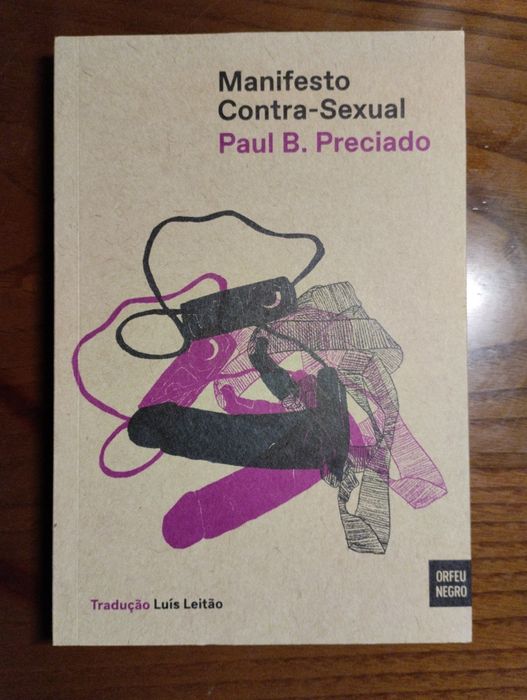 Manifesto
Contra-Sexual
Paul B. Preciado
Tradução Luís Leitão
ORFEU
NEGRO